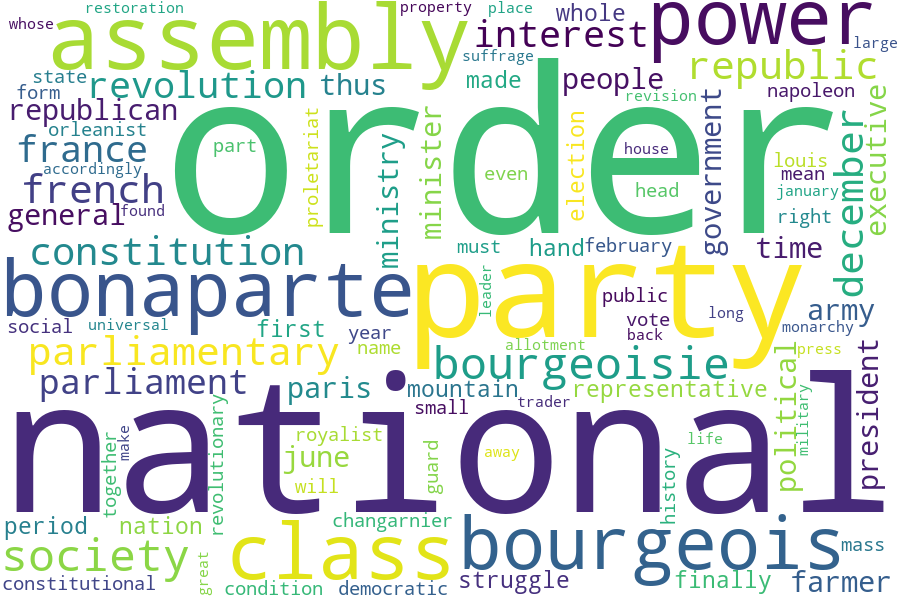 restoration
property
place
whose
assembly
interest
whole
power
large
suffrage
republic
state
form
revolution
thus
made
people
napoleon
revision
republican
orleanist
france
accordingly
french
general
found
order
part
proletariat
ministry
minister
even
election
house
head
government
louis
mean
january
right
december
executive
constitution
must
hand
february
time
bonaparte
party
leader
public
vote
back
long
army
monarchy
social
universal
first
year
name
allotment
press
parliamentary
bourgeoisie
parliament
paris
mountain
representative
small
trader
political
military
president
national
together
make
revolutionary
royalist
june
will
guard
away
life
history
period
nation
changarnier
society
great
class
bourgeois
mass
constitutional
condition
democratic
struggle
finally
farmer